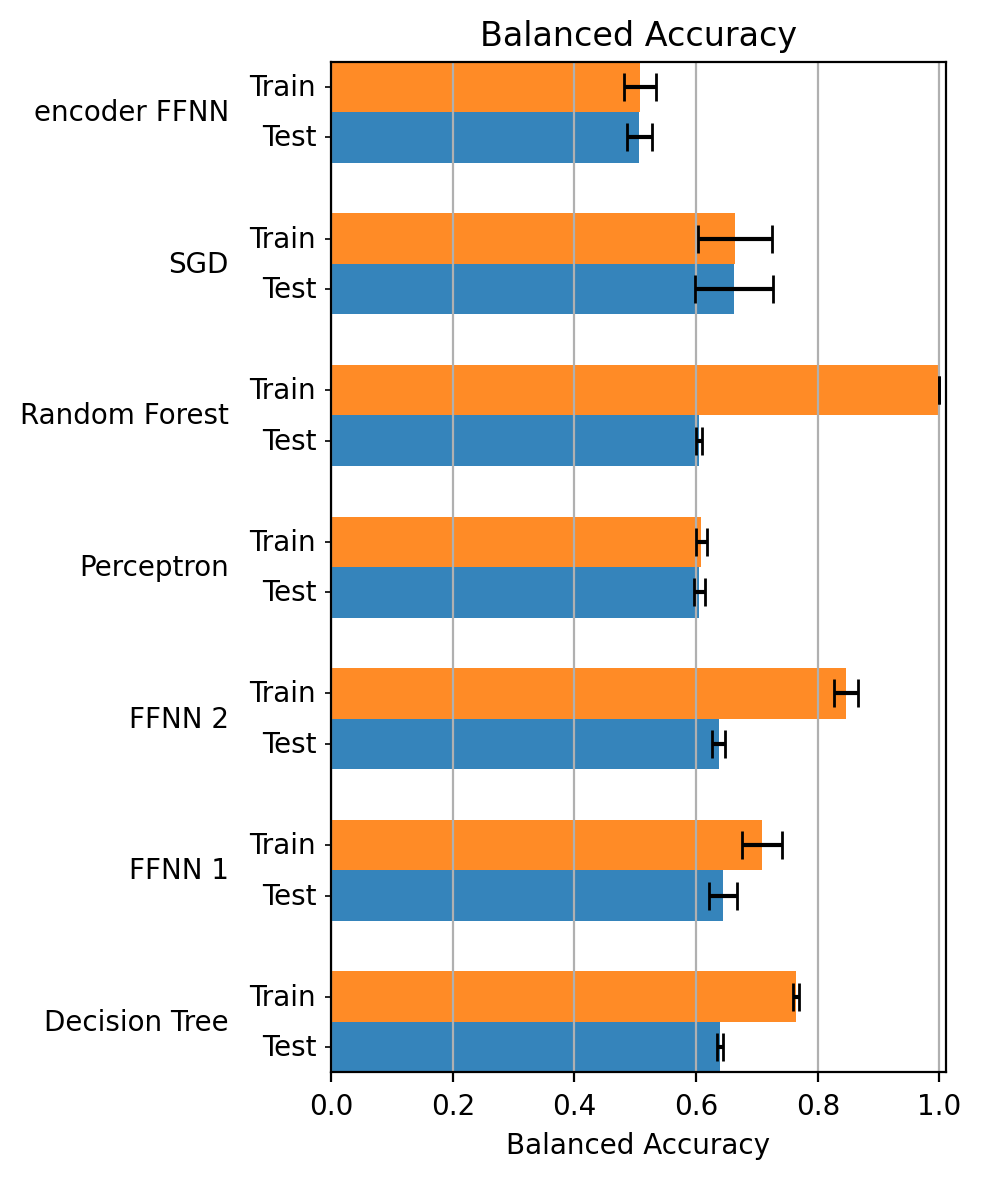 Balanced Accuracy
encoder FFNN
Train
Test
SGD
Train
Test
Random Forest
Train
Test
Perceptron
Train
Test
FFNN 2
Train
Test
FFNN 1
Train
Test
Decision Tree
Train
Test
0.0 0.2 0.4 0.6 0.8 1.0
Balanced Accuracy